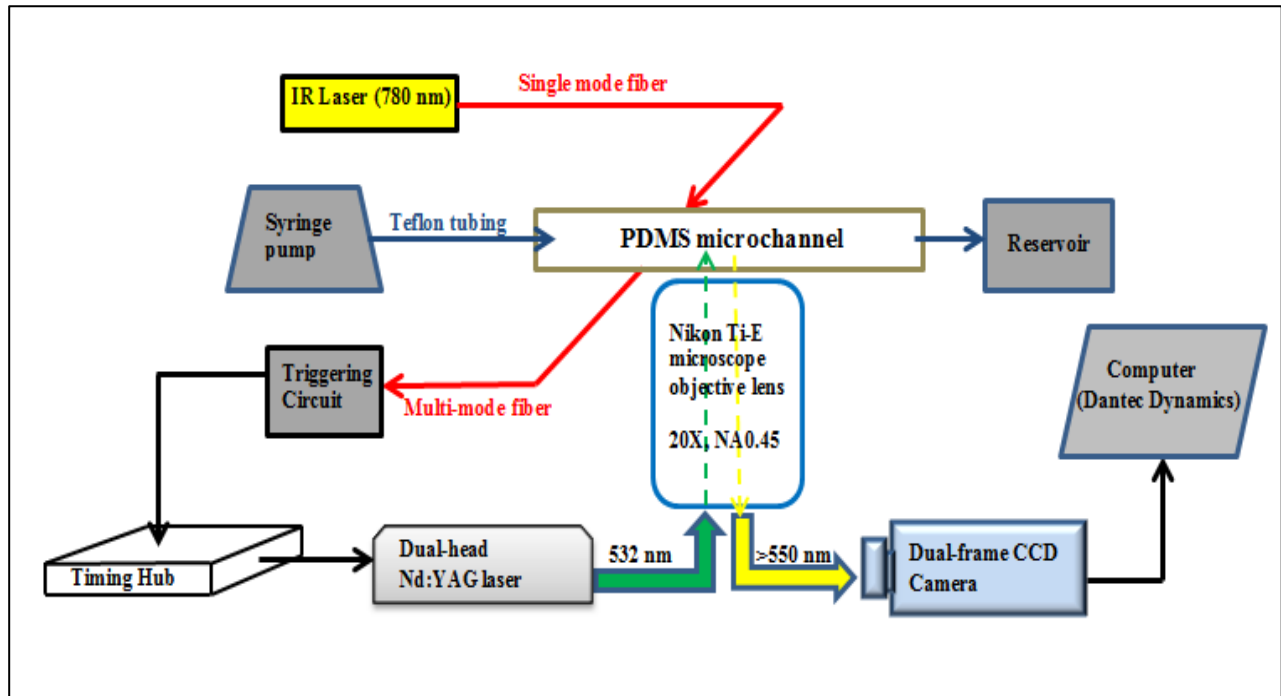 IR Laser (780 nm)
Single mode fiber
Syringe
pump
Teflon tubing
PDMS microchannel
Reservoir
Nikon Ti-E
microscope
objective lens
20X, NA0.45
Triggering
Circuit
Multi-mode fiber
Computer
(Dantec Dynamics)
Timing Hub
Dual-head
Nd:YAG laser
532 nm
>550 nm
Dual-frame CCD
Camera